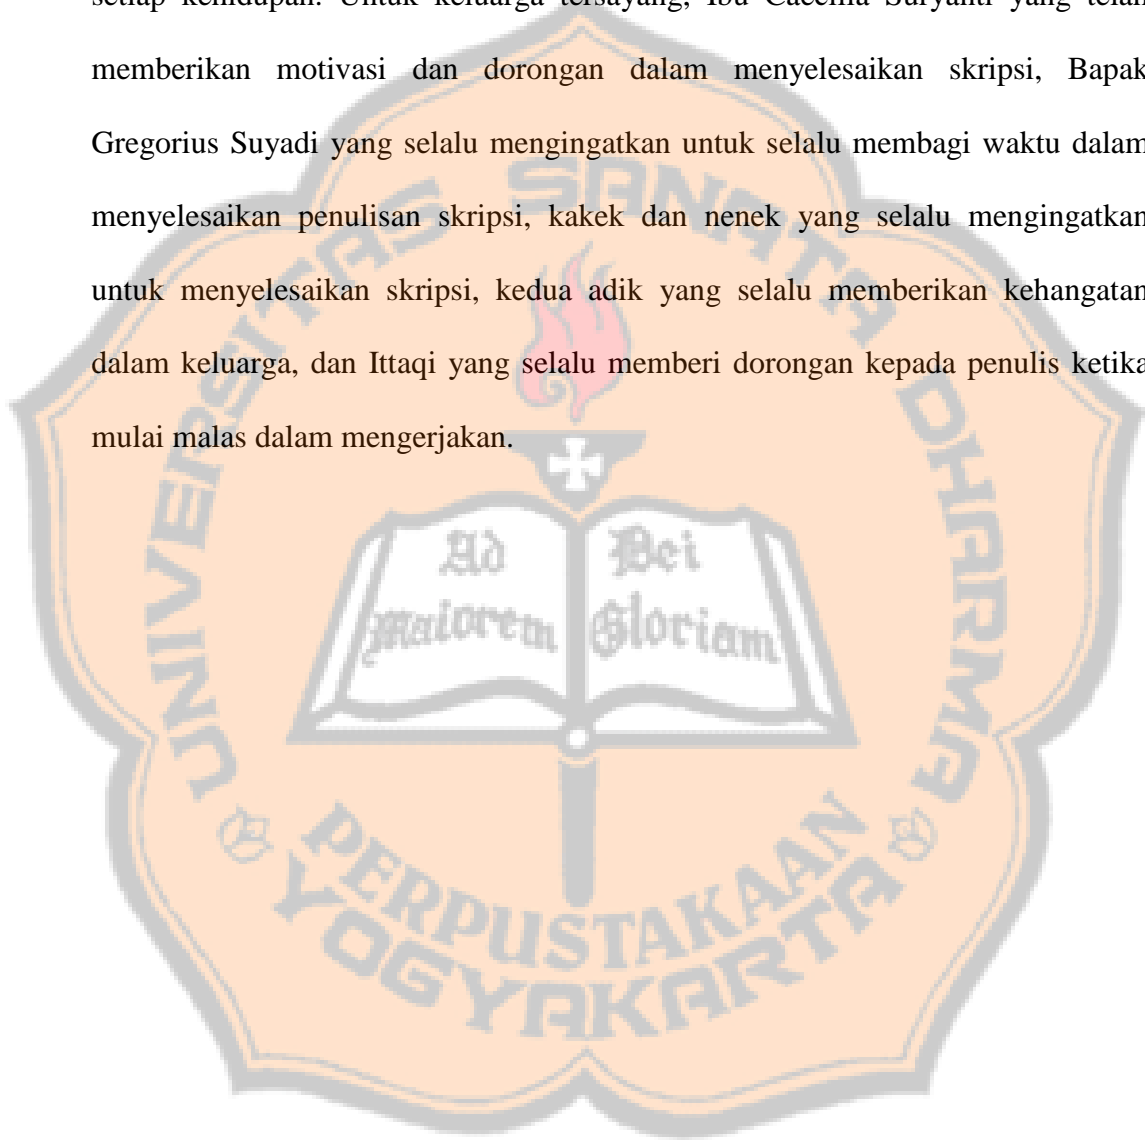 setiap kehidupan. Untuk keluarga tersayang, Ibu Caecilia Suryanti yang telah
memberikan motivasi dan dorongan dalam menyelesaikan skripsi, Bapak
Gregorius Suyadi yang selalu mengingatkan untuk selalu membagi waktu dalam
menyelesaikan penulisan skripsi, kakek dan nenek yang selalu mengingatkan
untuk menyelesaikan skripsi, kedua adik yang selalu memberikan kehangatan
dalam keluarga, dan Ittaqi yang selalu memberi dorongan kepada penulis ketika
mulai malas dalam mengerjakan.
UNIVERSITAS SANATA DHARMA
Ad Dei
Maiorem Gloriam
PERPUSTAKAAN
YOGYAKARTA